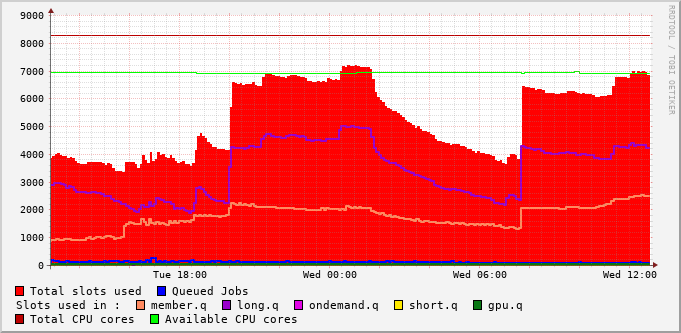 9000
8000
7000
6000
5000
4000
3000
2000
1000
0
Tue 18:00 Wed 00:00 Wed 06:00 Wed 12:00
Total slots used Queued Jobs
Slots used in : member.q long.q ondemand.q short.q gpu.q
Total CPU cores Available CPU cores
RRDTOOL / TOBI OETIKER